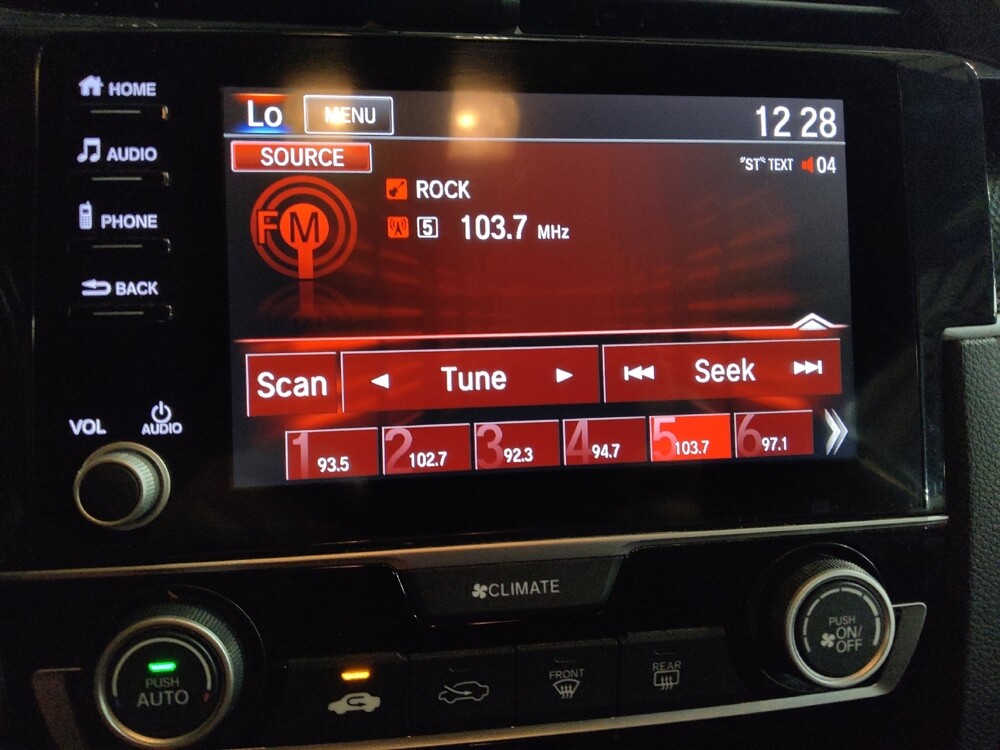 HOME
AUDIO
PHONE
BACK
VOL AUDIO
Lo MENU 12 28
SOURCE "ST" TEXT 04
FM
ROCK
5 103.7 MHz
Scan Tune Seek
1 93.5 2 102.7 3 92.3 4 94.7 5 103.7 6 97.1
CLIMATE
PUSH AUTO
FRONT
REAR
PUSH
ON/
OFF